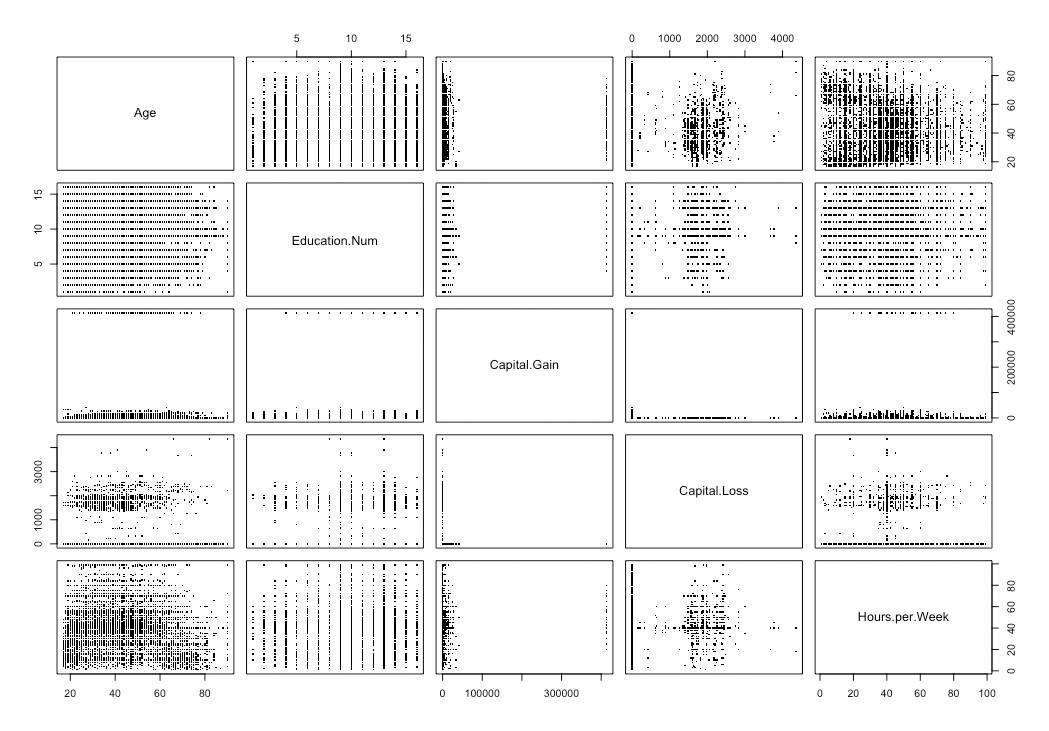 5 10 15
0 1000 2000 3000 4000
Age
20 40 60 80
5 10 15
Education.Num
Capital.Gain
0 200000 400000
0 1000 3000
Capital.Loss
Hours.per.Week
0 20 40 60 80
20 40 60 80
0 100000 300000
0 20 40 60 80 100